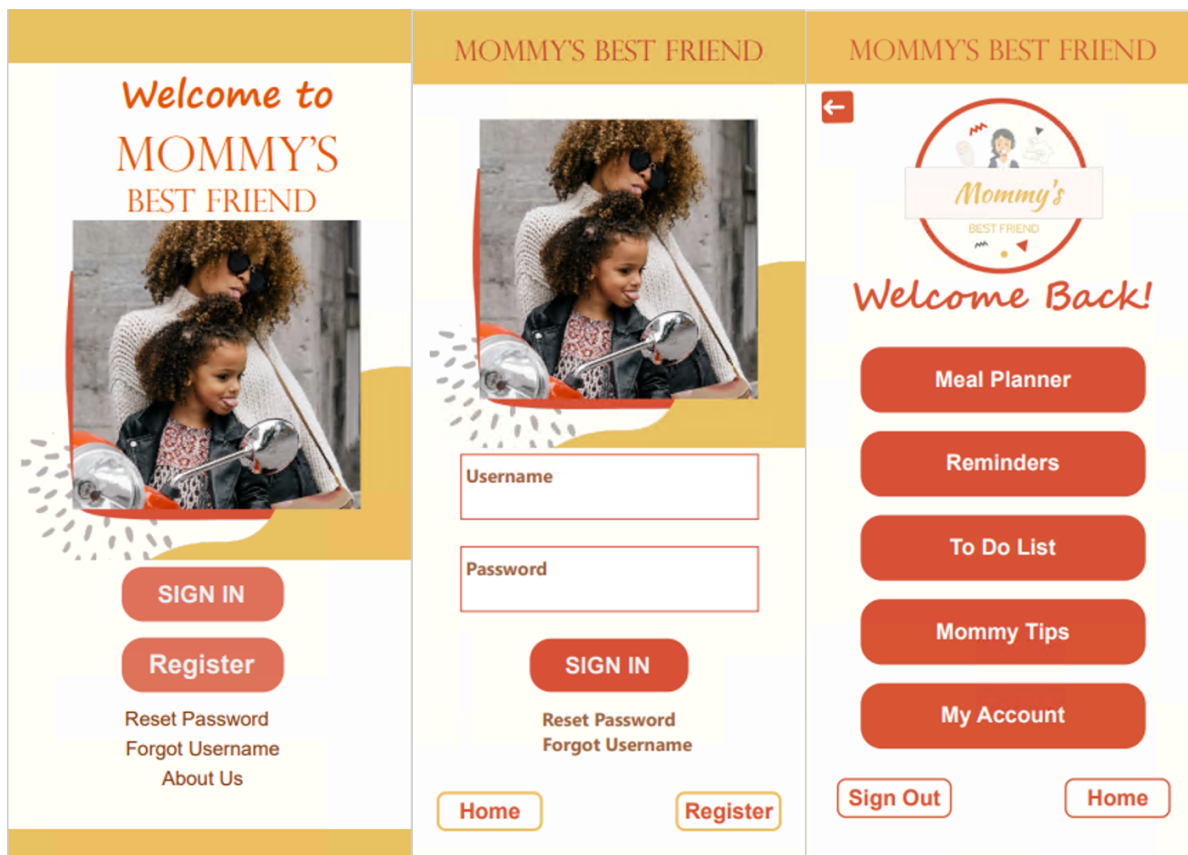 Welcome to
MOMMY'S
BEST FRIEND
SIGN IN
Register
Reset Password
Forgot Username
About Us
MOMMY'S BEST FRIEND
Username
Password
SIGN IN
Reset Password
Forgot Username
Home
Register
MOMMY'S BEST FRIEND
Mommy's
BEST FRIEND
Welcome Back!
Meal Planner
Reminders
To Do List
Mommy Tips
My Account
Sign Out
Home